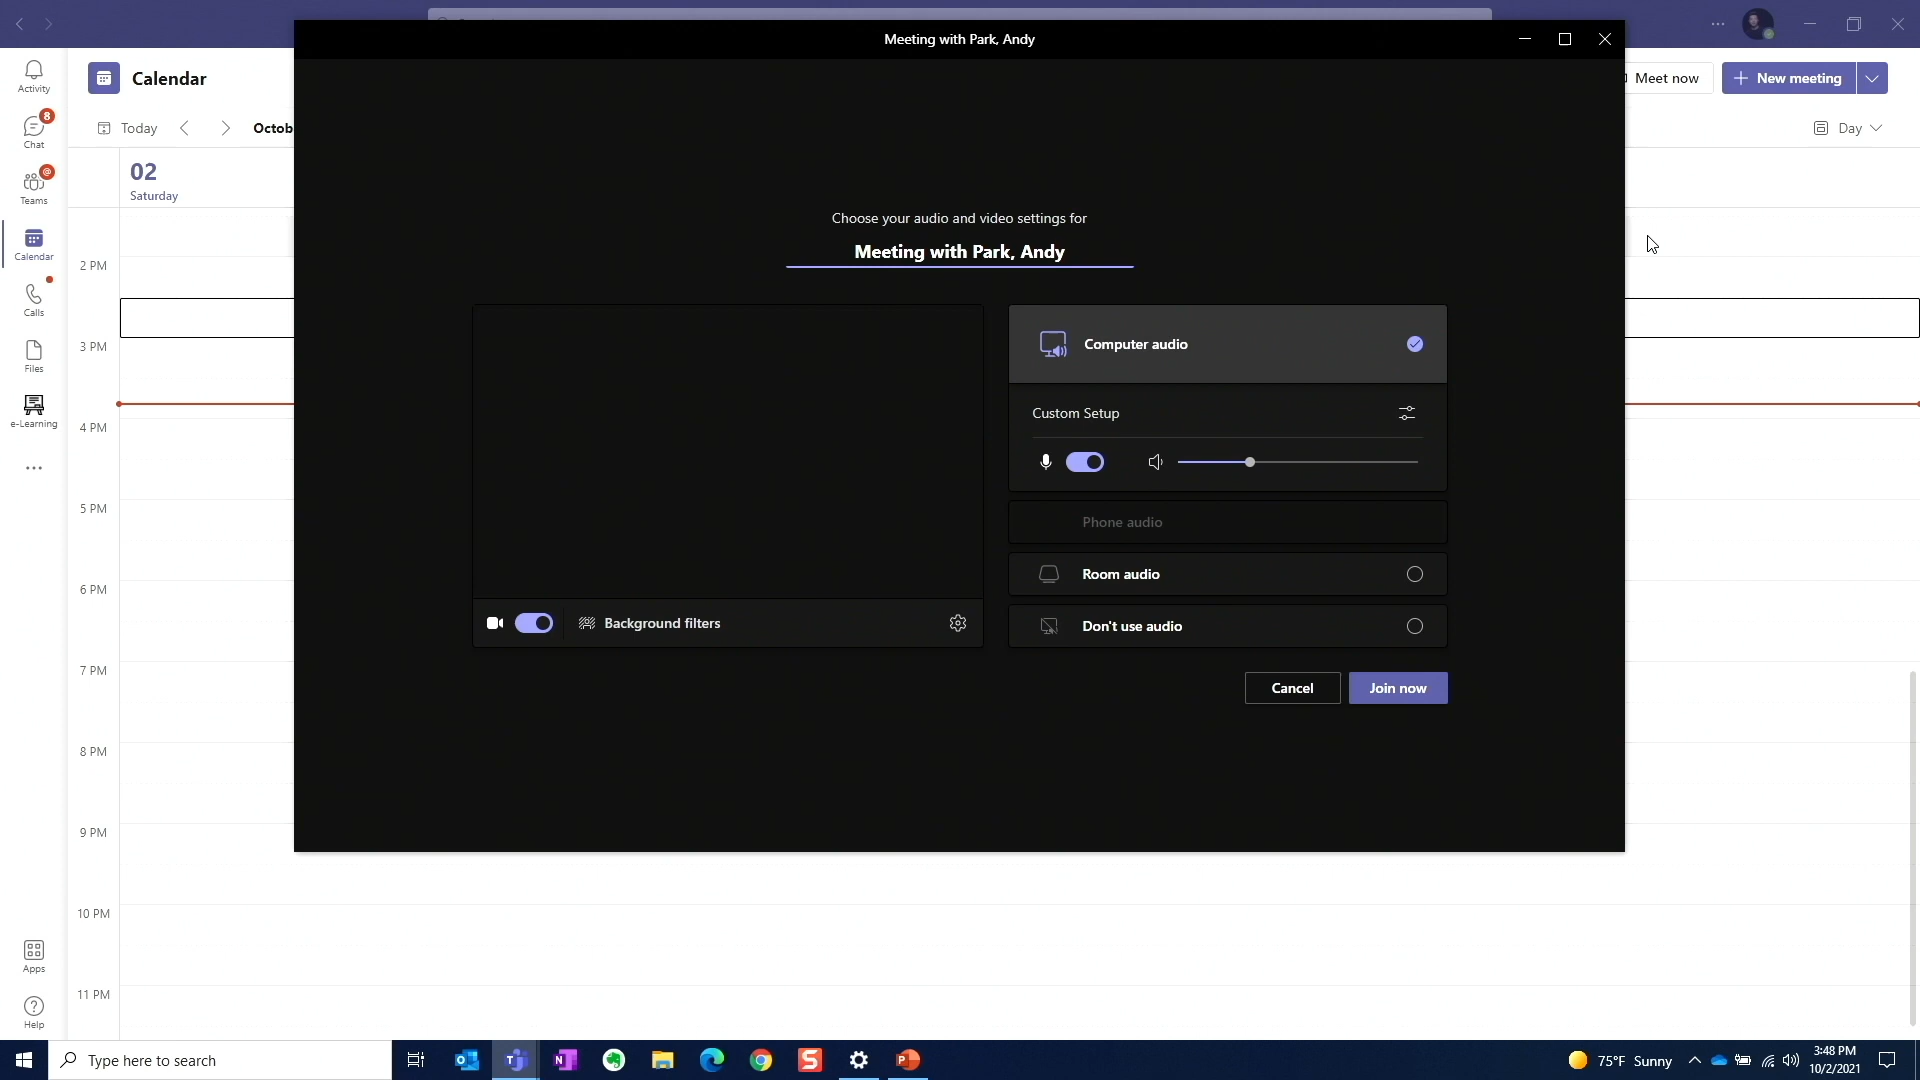 Meeting with Park, Andy
Activity
8
Chat
@
Teams
Calendar
Calls
Files
e-Learning
Apps
Help
Calendar
Meet now
New meeting
Today
Day
02
Saturday
2 PM
3 PM
4 PM
5 PM
6 PM
7 PM
8 PM
9 PM
10 PM
11 PM
Choose your audio and video settings for
Meeting with Park, Andy
Background filters
Computer audio
Custom Setup
Phone audio
Room audio
Don't use audio
Cancel
Join now
Type here to search
75°F Sunny
3:48 PM
10/2/2021